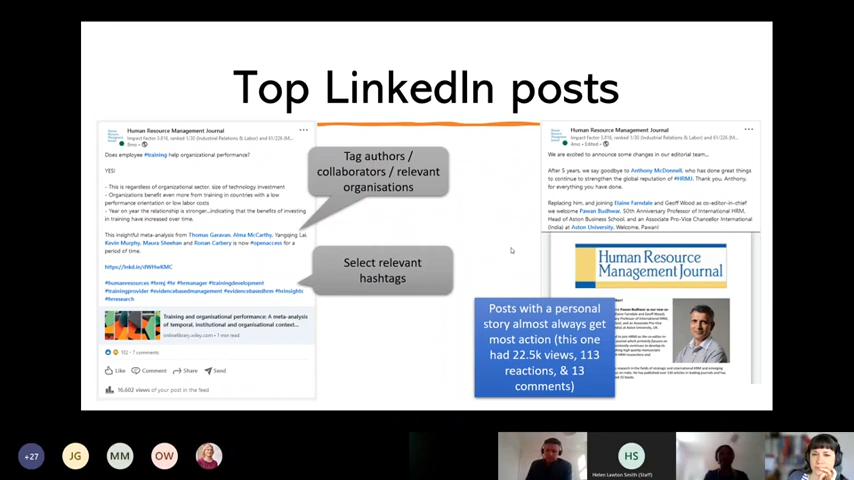 Top LinkedIn posts
Human Resource Management Journal
Impact Factor 3.816, ranked 1/30 (Industrial Relations & Labor) and 61/226 (M...
8mo
Does employee #training help organizational performance?
YES!
- This is regardless of organizational sector, size of technology investment
- Organizations benefit even more from training in countries with a low
performance orientation or low labor costs
- Year on year the relationship is stronger...indicating that the benefits of investing
in training have increased over time.
This insightful meta-analysis from Thomas Garavan, Alma McCarthy, Yanqing Lai,
Kevin Murphy, Maura Sheehan and Ronan Carbery is now #openaccess for a
period of time.
https://lnkd.in/dWHwKMC
#humanresources #hrmj #hr #hrmanager #trainingdevelopment
#trainingprovider #evidencebasedmanagement #evidencebasedhrm #hrinsights
#hrresearch
Training and organisational performance: A meta-analysis
of temporal, institutional and organisational context...
onlinelibrary.wiley.com • 1 min read
102 • 7 comments
Like
Comment
Share
Send
16,602 views of your post in the feed
Tag authors /
collaborators / relevant
organisations
Select relevant
hashtags
Human Resource Management Journal
Impact Factor 3.816, ranked 1/30 (Industrial Relations & Labor) and 61/226 (M...
8mo • Edited
We are excited to announce some changes in our editorial team...
After 5 years, we say goodbye to Anthony McDonnell, who has done great things
to continue to strengthen the global reputation of #HRMJ. Thank you, Anthony,
for everything you have done.
Replacing him, and joining Elaine Farndale and Geoff Wood as co-editor-in-chief
we welcome Pawan Budhwar, 50th Anniversary Professor of International HRM,
Head of Aston Business School, and an Associate Pro-Vice Chancellor International
(India) at Aston University. Welcome, Pawan!
Human Resource
Management Journal
Posts with a personal
story almost always get
most action (this one
had 22.5k views, 113
reactions, & 13
comments)
+27
JG
MM
OW
HS
Helen Lawton Smith (Staff)